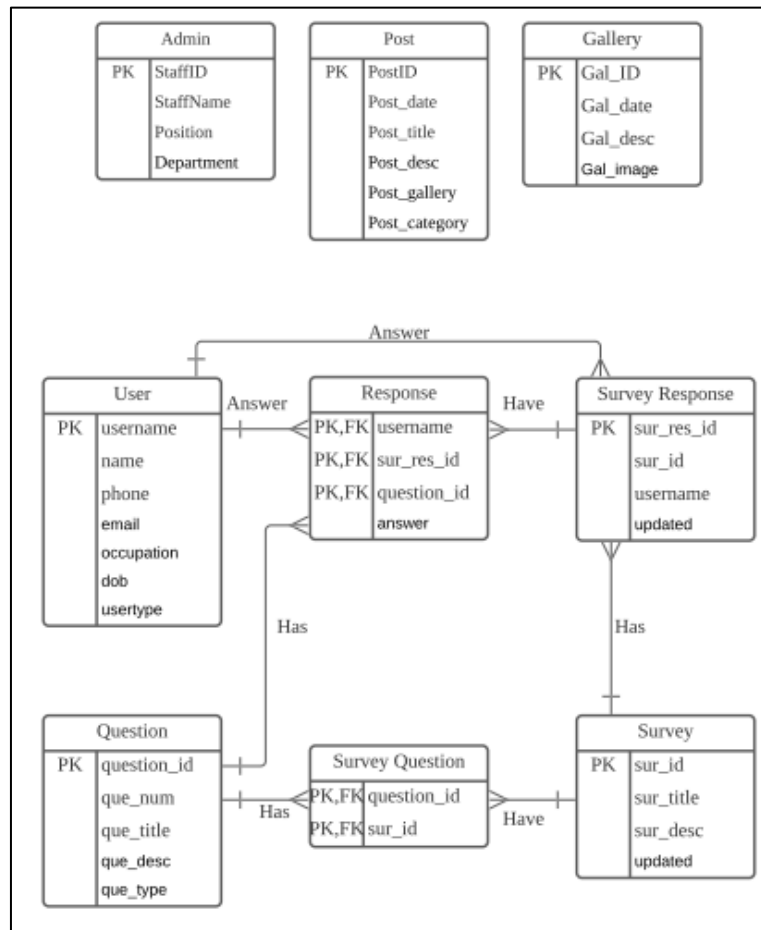 Admin
PK StaffID
StaffName
Position
Department
Post
PK PostID
Post_date
Post_title
Post_desc
Post_gallery
Post_category
Gallery
PK Gal_ID
Gal_date
Gal_desc
Gal_image
Answer
User
PK username
name
phone
email
occupation
dob
usertype
Answer
Response
PK,FK username
PK,FK sur_res_id
PK,FK question_id
answer
Have
Survey Response
PK sur_res_id
sur_id
username
updated
Has
Has
Question
PK question_id
que_num
que_title
que_desc
que_type
Has
Survey Question
PK,FK question_id
PK,FK sur_id
Have
Survey
PK sur_id
sur_title
sur_desc
updated